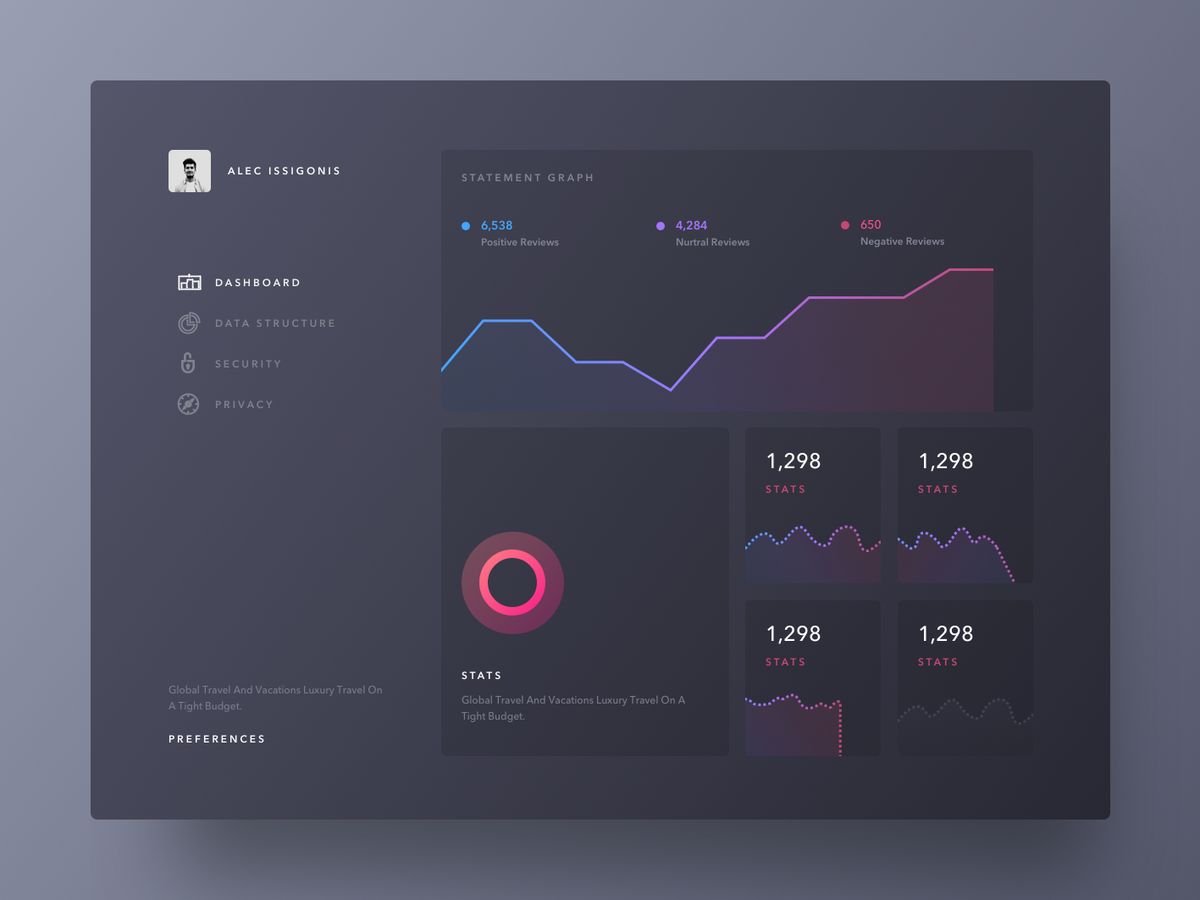 ALEC ISSIGONIS
DASHBOARD
DATA STRUCTURE
SECURITY
PRIVACY
Global Travel And Vacations Luxury Travel On
A Tight Budget.
PREFERENCES
STATEMENT GRAPH
6,538
Positive Reviews
4,284
Nurtral Reviews
650
Negative Reviews
STATS
Global Travel And Vacations Luxury Travel On A
Tight Budget.
1,298
STATS
1,298
STATS
1,298
STATS
1,298
STATS